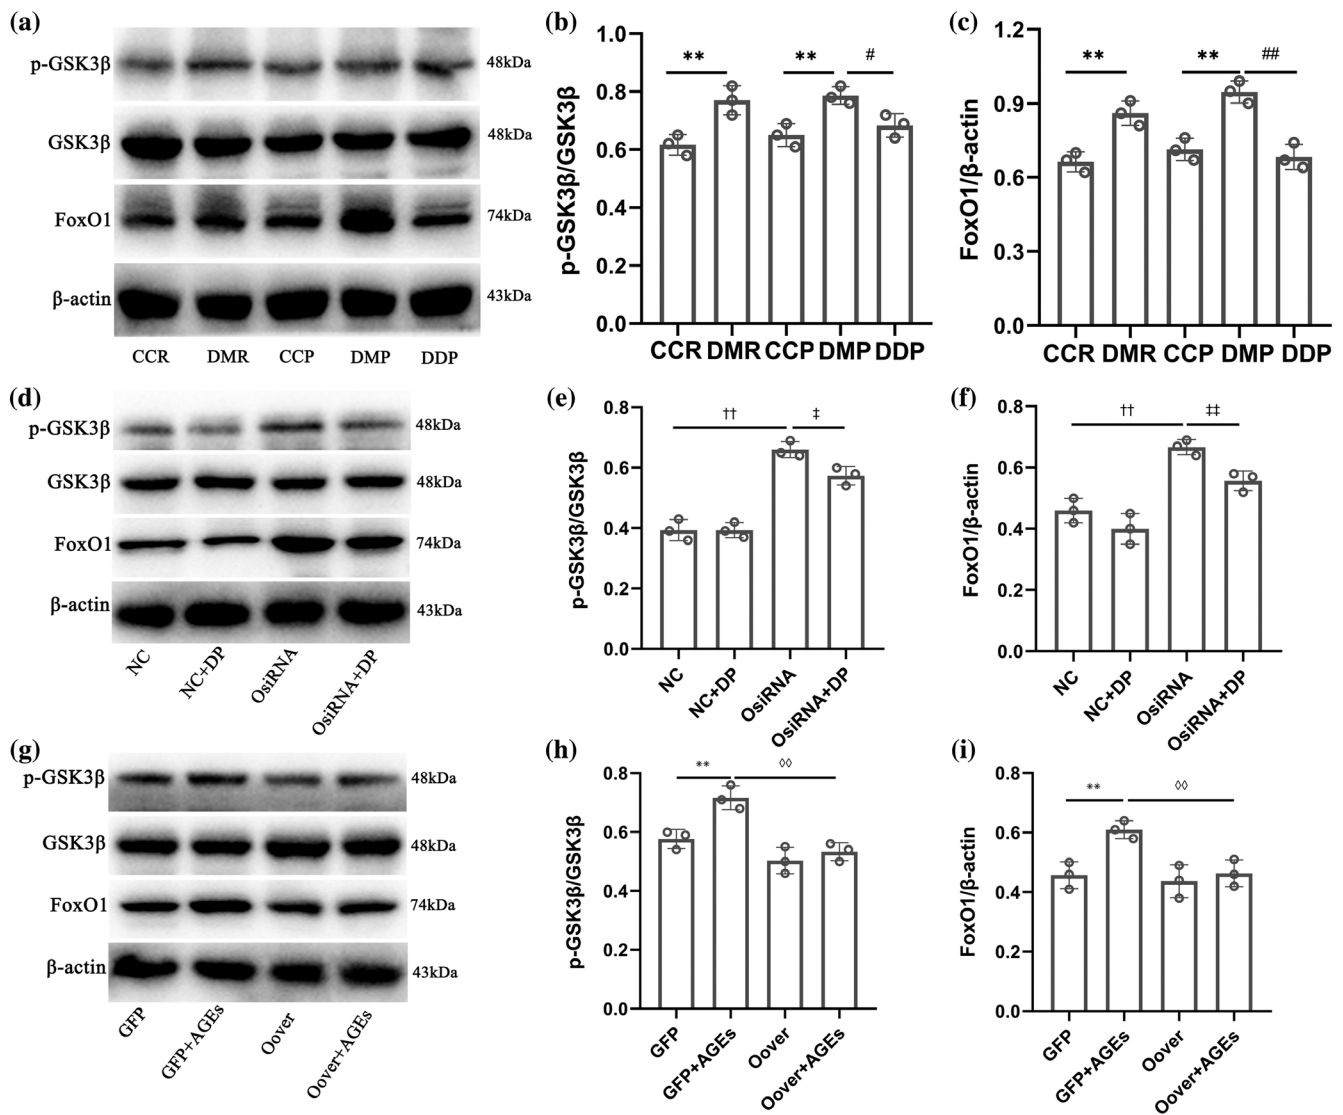 (a)
p-GSK3β 48kDa
GSK3β 48kDa
FoxO1 74kDa
β-actin 43kDa
CCR DMR CCP DMP DDP
(b)
p-GSK3β/GSK3β
1.0
0.8
0.6
0.4
0.2
0.0
** ** #
CCR DMR CCP DMP DDP
(c)
FoxO1/β-actin
1.2
0.9
0.6
0.3
0.0
** ** ##
CCR DMR CCP DMP DDP
(d)
p-GSK3β 48kDa
GSK3β 48kDa
FoxO1 74kDa
β-actin 43kDa
NC NC+DP OsiRNA OsiRNA+DP
(e)
p-GSK3β/GSK3β
0.8
0.6
0.4
0.2
0.0
†† ‡
NC NC+DP OsiRNA OsiRNA+DP
(f)
FoxO1/β-actin
0.8
0.6
0.4
0.2
0.0
†† ‡‡
NC NC+DP OsiRNA OsiRNA+DP
(g)
p-GSK3β 48kDa
GSK3β 48kDa
FoxO1 74kDa
β-actin 43kDa
GFP GFP+AGEs Oover Oover+AGEs
(h)
p-GSK3β/GSK3β
0.8
0.6
0.4
0.2
0.0
** ◊◊
GFP GFP+AGEs Oover Oover+AGEs
(i)
FoxO1/β-actin
0.8
0.6
0.4
0.2
0.0
** ◊◊
GFP GFP+AGEs Oover Oover+AGEs